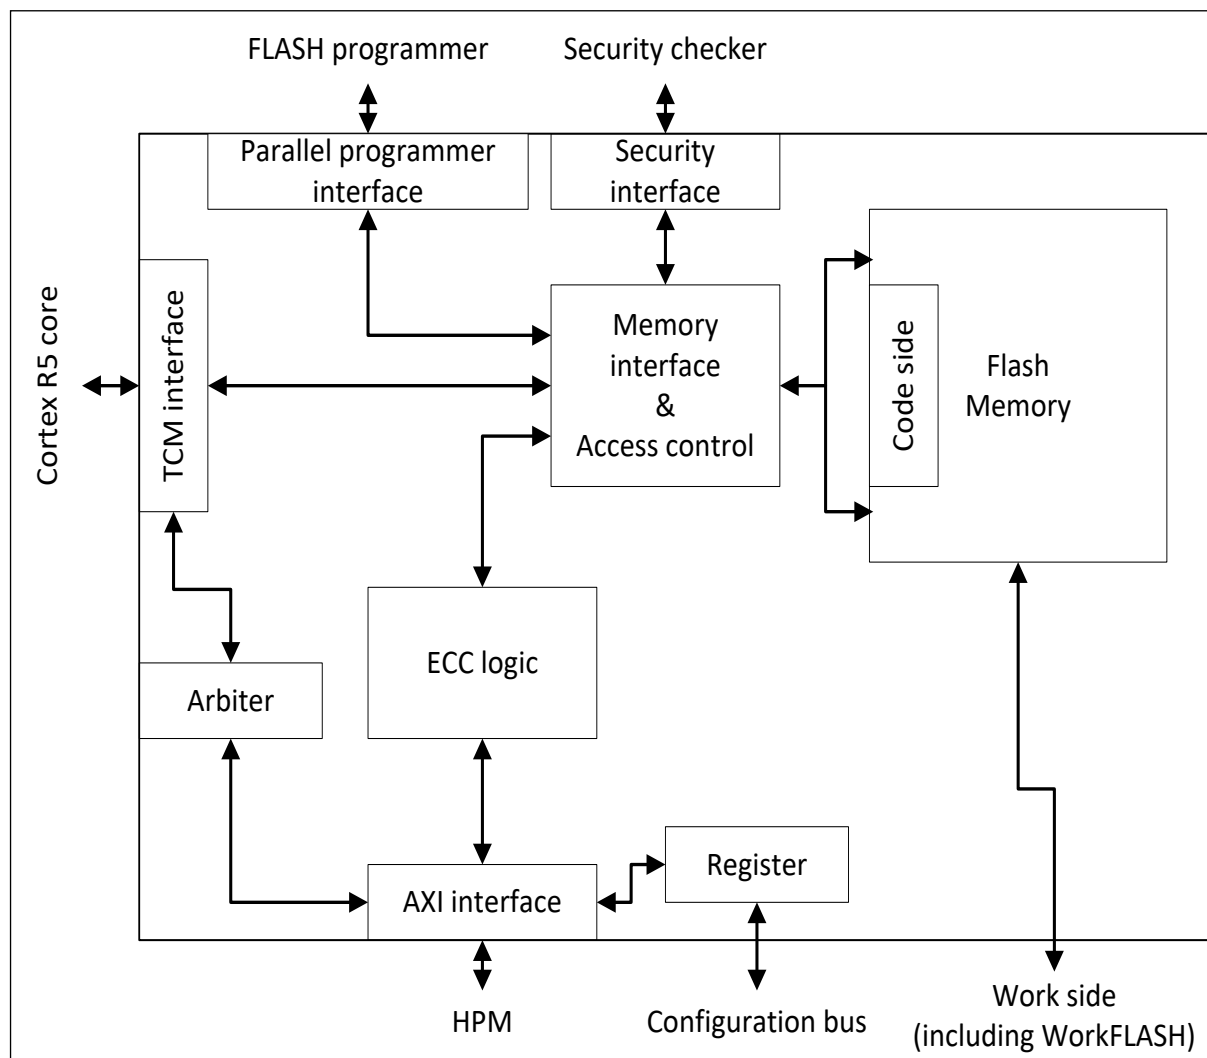 FLASH programmer
Security checker
Parallel programmer
interface
Security
interface
Cortex R5 core
TCM interface
Memory
interface
&
Access control
Code side
Flash
Memory
ECC logic
Arbiter
AXI interface
Register
HPM
Configuration bus
Work side
(including WorkFLASH)